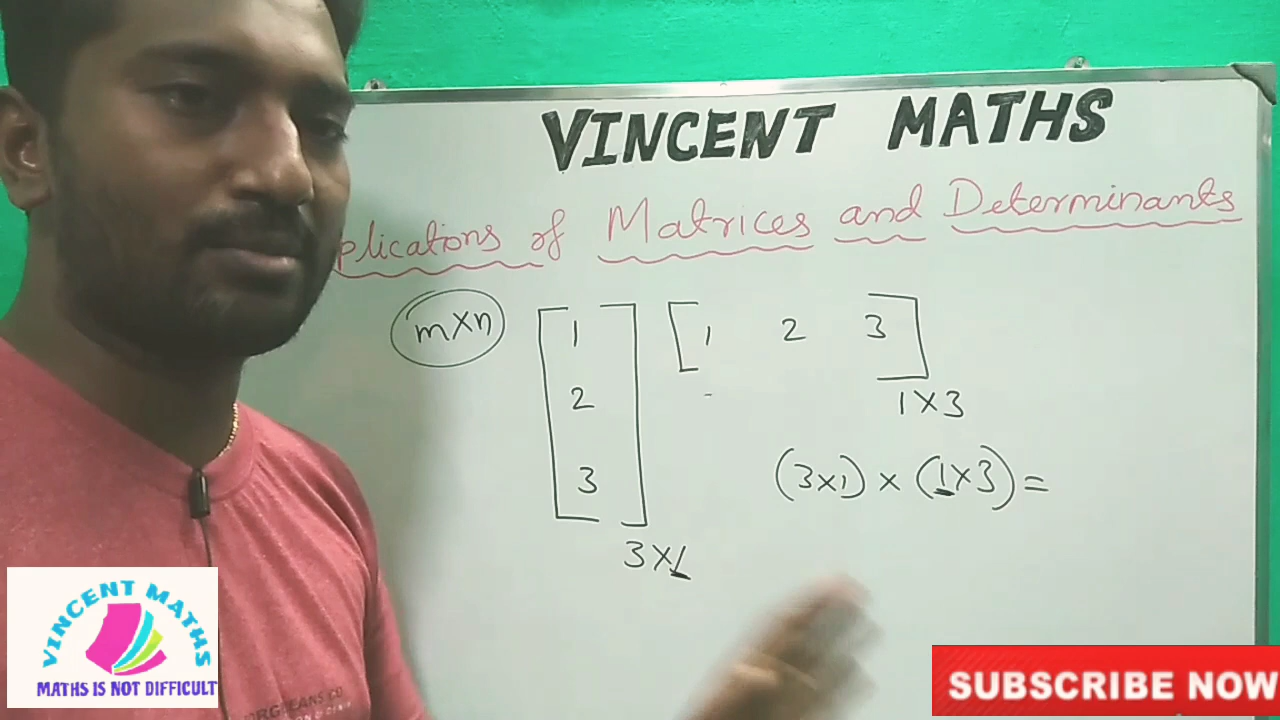 VINCENT MATHS
plications of Matrices and Determinants
m×n
1
2
3
3×1
1 2 3
1×3
(3×1) × (1×3) =
VINCENT MATHS
MATHS IS NOT DIFFICULT
SUBSCRIBE NOW